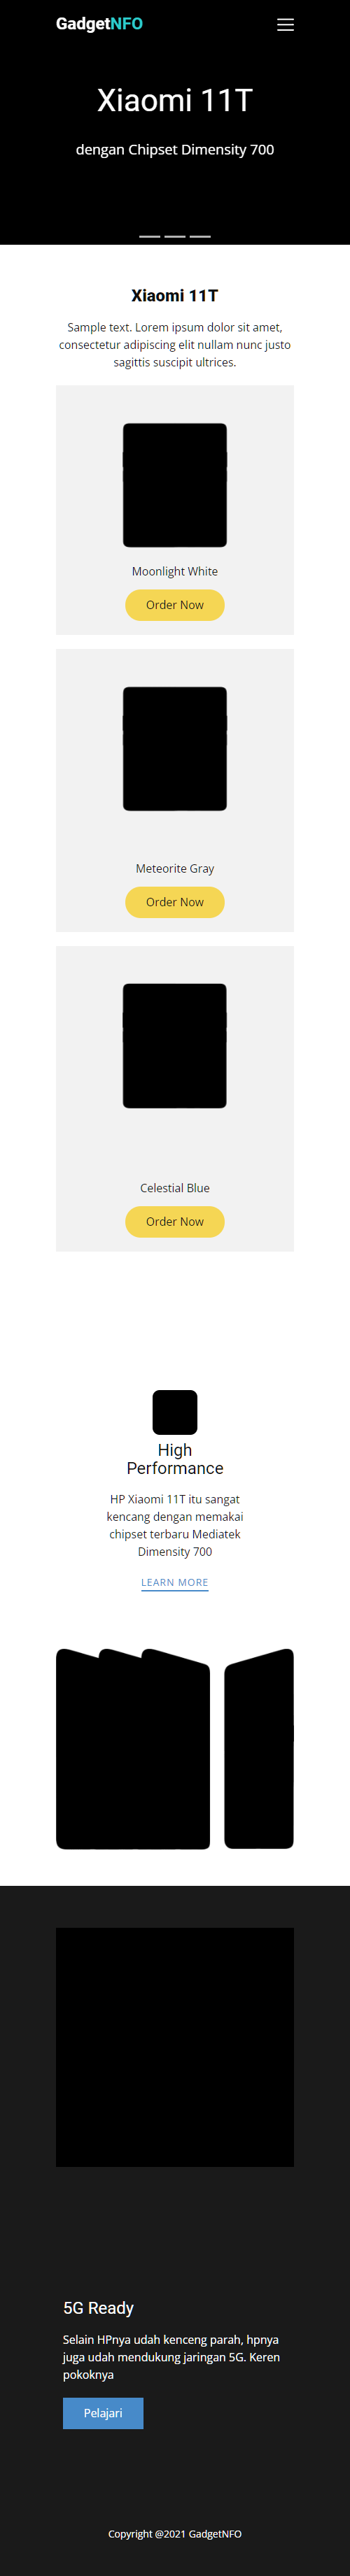 GadgetNFO
Xiaomi 11T
dengan Chipset Dimensity 700
Xiaomi 11T
Sample text. Lorem ipsum dolor sit amet,
consectetur adipiscing elit nullam nunc justo
sagittis suscipit ultrices.
Moonlight White
Order Now
Meteorite Gray
Order Now
Celestial Blue
Order Now
High
Performance
HP Xiaomi 11T itu sangat
kencang dengan memakai
chipset terbaru Mediatek
Dimensity 700
LEARN MORE
5G Ready
Selain HPnya udah kenceng parah, hpnya
juga udah mendukung jaringan 5G. Keren
pokoknya
Pelajari
Copyright @2021 GadgetNFO